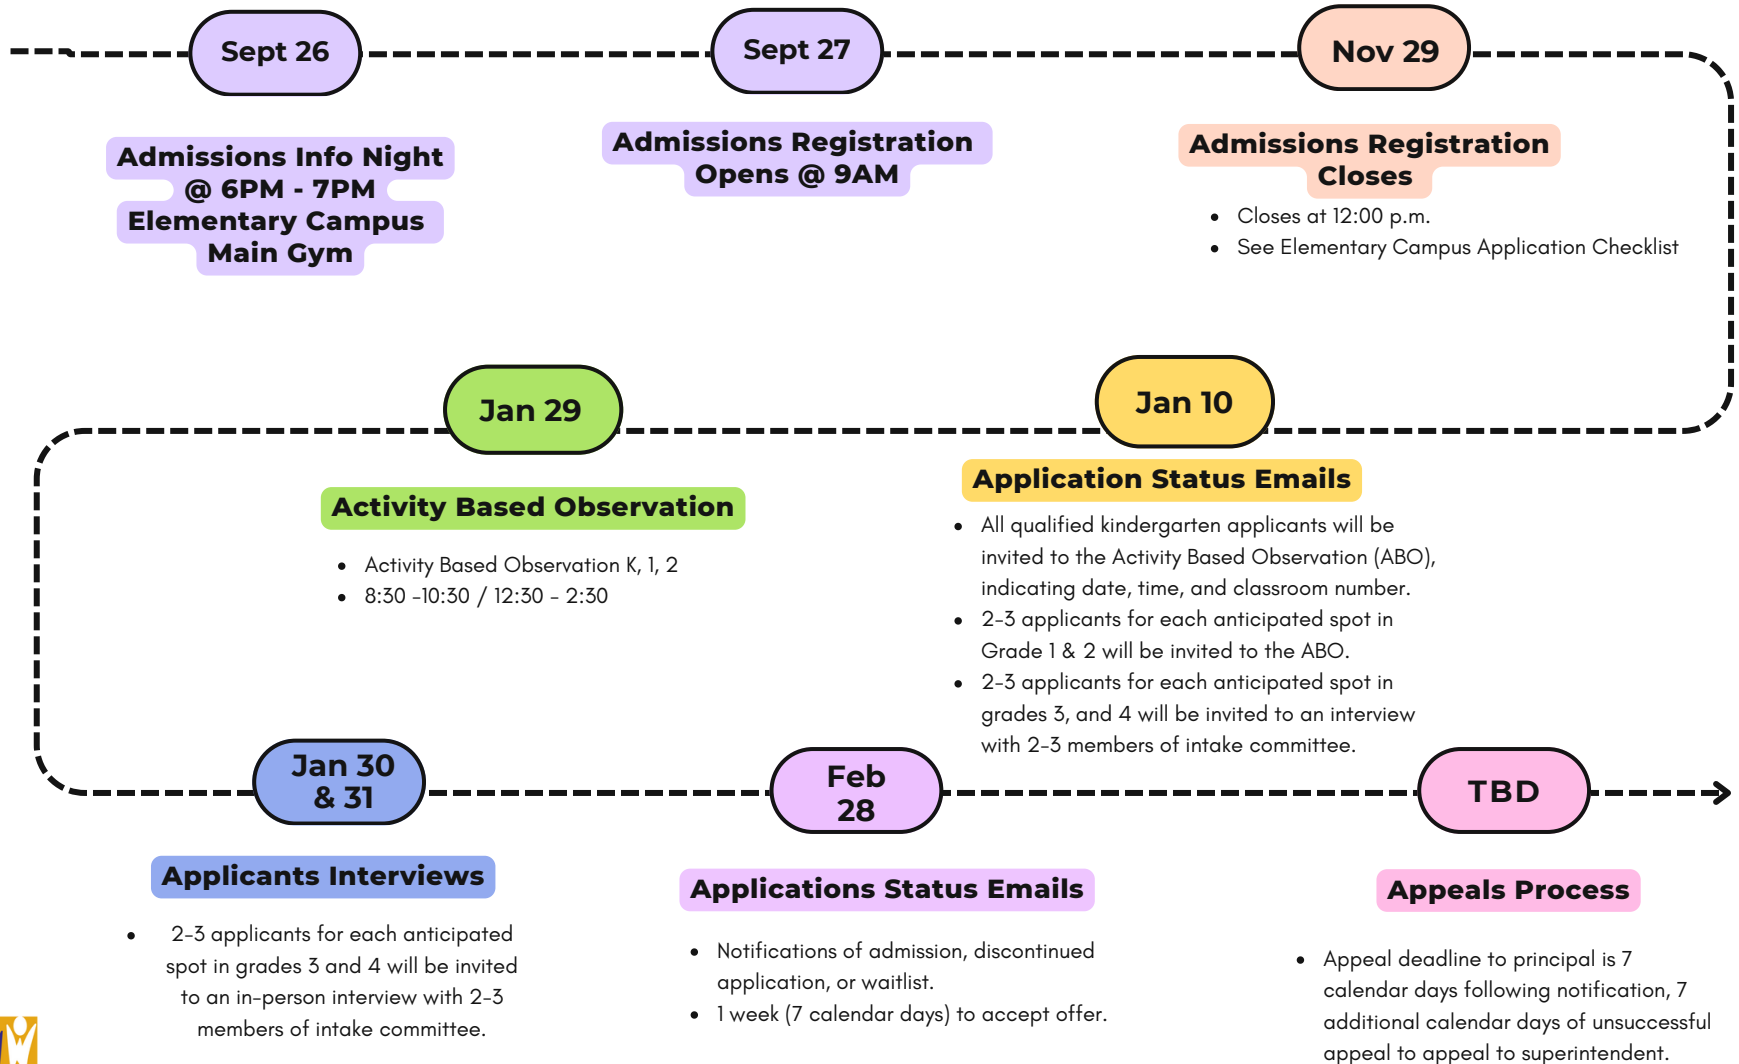 Sept 26
Sept 27
Nov 29
Admissions Info Night
@ 6PM - 7PM
Elementary Campus
Main Gym
Admissions Registration
Opens @ 9AM
Admissions Registration
Closes
• Closes at 12:00 p.m.
• See Elementary Campus Application Checklist
Jan 10
Application Status Emails
• All qualified kindergarten applicants will be
invited to the Activity Based Observation (ABO),
indicating date, time, and classroom number.
• 2-3 applicants for each anticipated spot in
Grade 1 & 2 will be invited to the ABO.
• 2-3 applicants for each anticipated spot in
grades 3, and 4 will be invited to an interview
with 2-3 members of intake committee.
Jan 29
Activity Based Observation
• Activity Based Observation K, 1, 2
• 8:30 -10:30 / 12:30 - 2:30
Jan 30
& 31
Applicants Interviews
• 2-3 applicants for each anticipated
spot in grades 3 and 4 will be invited
to an in-person interview with 2-3
members of intake committee.
Feb
28
Applications Status Emails
• Notifications of admission, discontinued
application, or waitlist.
• 1 week (7 calendar days) to accept offer.
TBD
Appeals Process
• Appeal deadline to principal is 7
calendar days following notification, 7
additional calendar days of unsuccessful
appeal to appeal to superintendent.